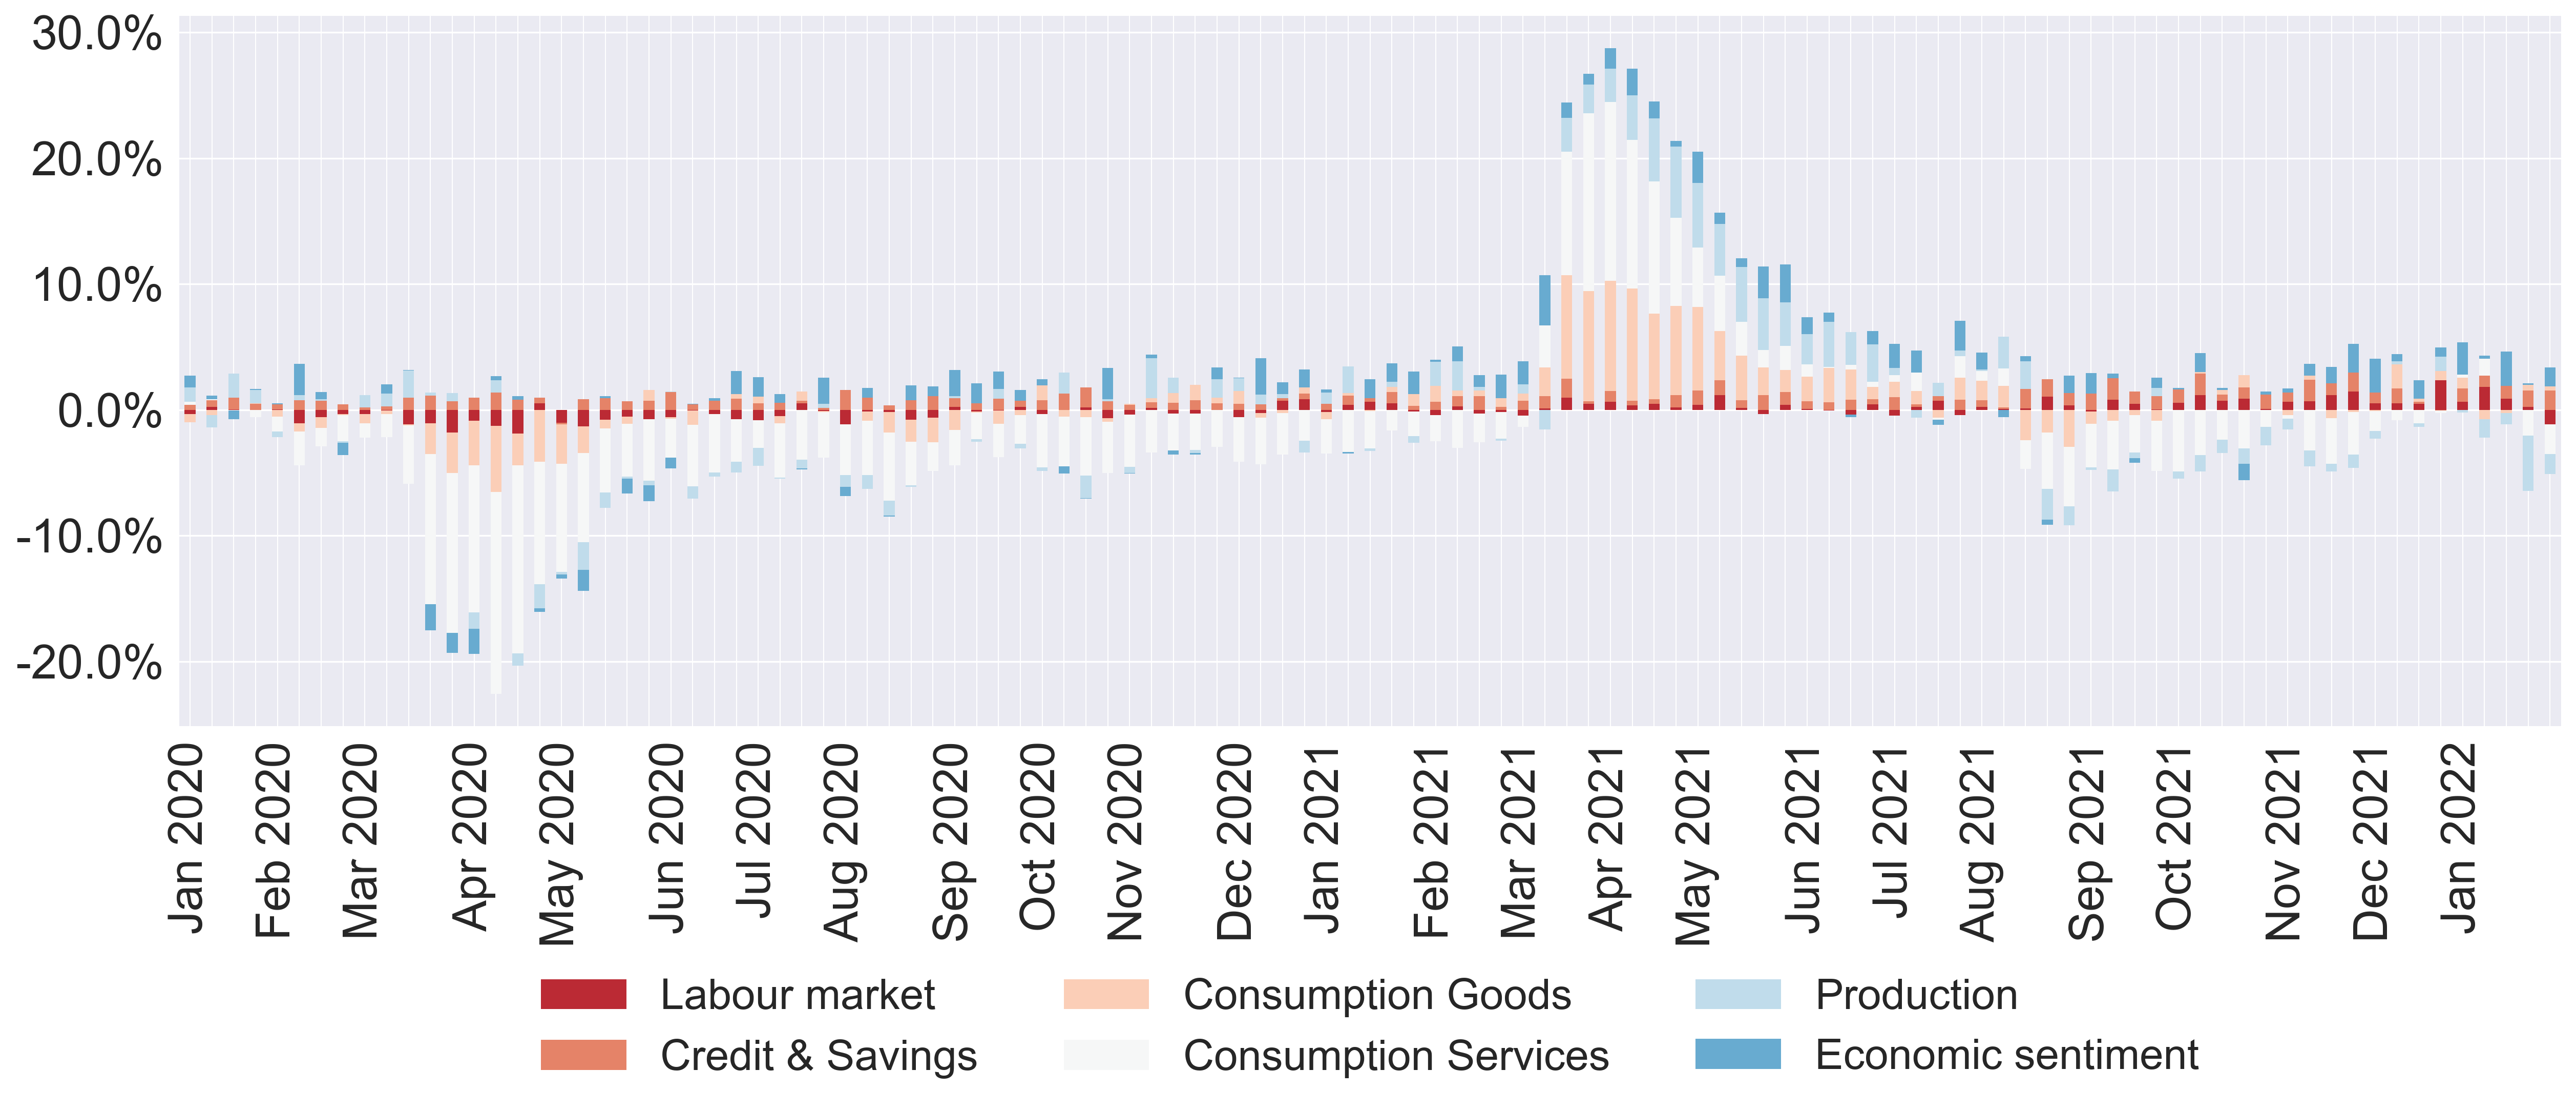 30.0%
20.0%
10.0%
0.0%
-10.0%
-20.0%
Jan 2020
Feb 2020
Mar 2020
Apr 2020
May 2020
Jun 2020
Jul 2020
Aug 2020
Sep 2020
Oct 2020
Nov 2020
Dec 2020
Jan 2021
Feb 2021
Mar 2021
Apr 2021
May 2021
Jun 2021
Jul 2021
Aug 2021
Sep 2021
Oct 2021
Nov 2021
Dec 2021
Jan 2022
Labour market
Consumption Goods
Production
Credit & Savings
Consumption Services
Economic sentiment